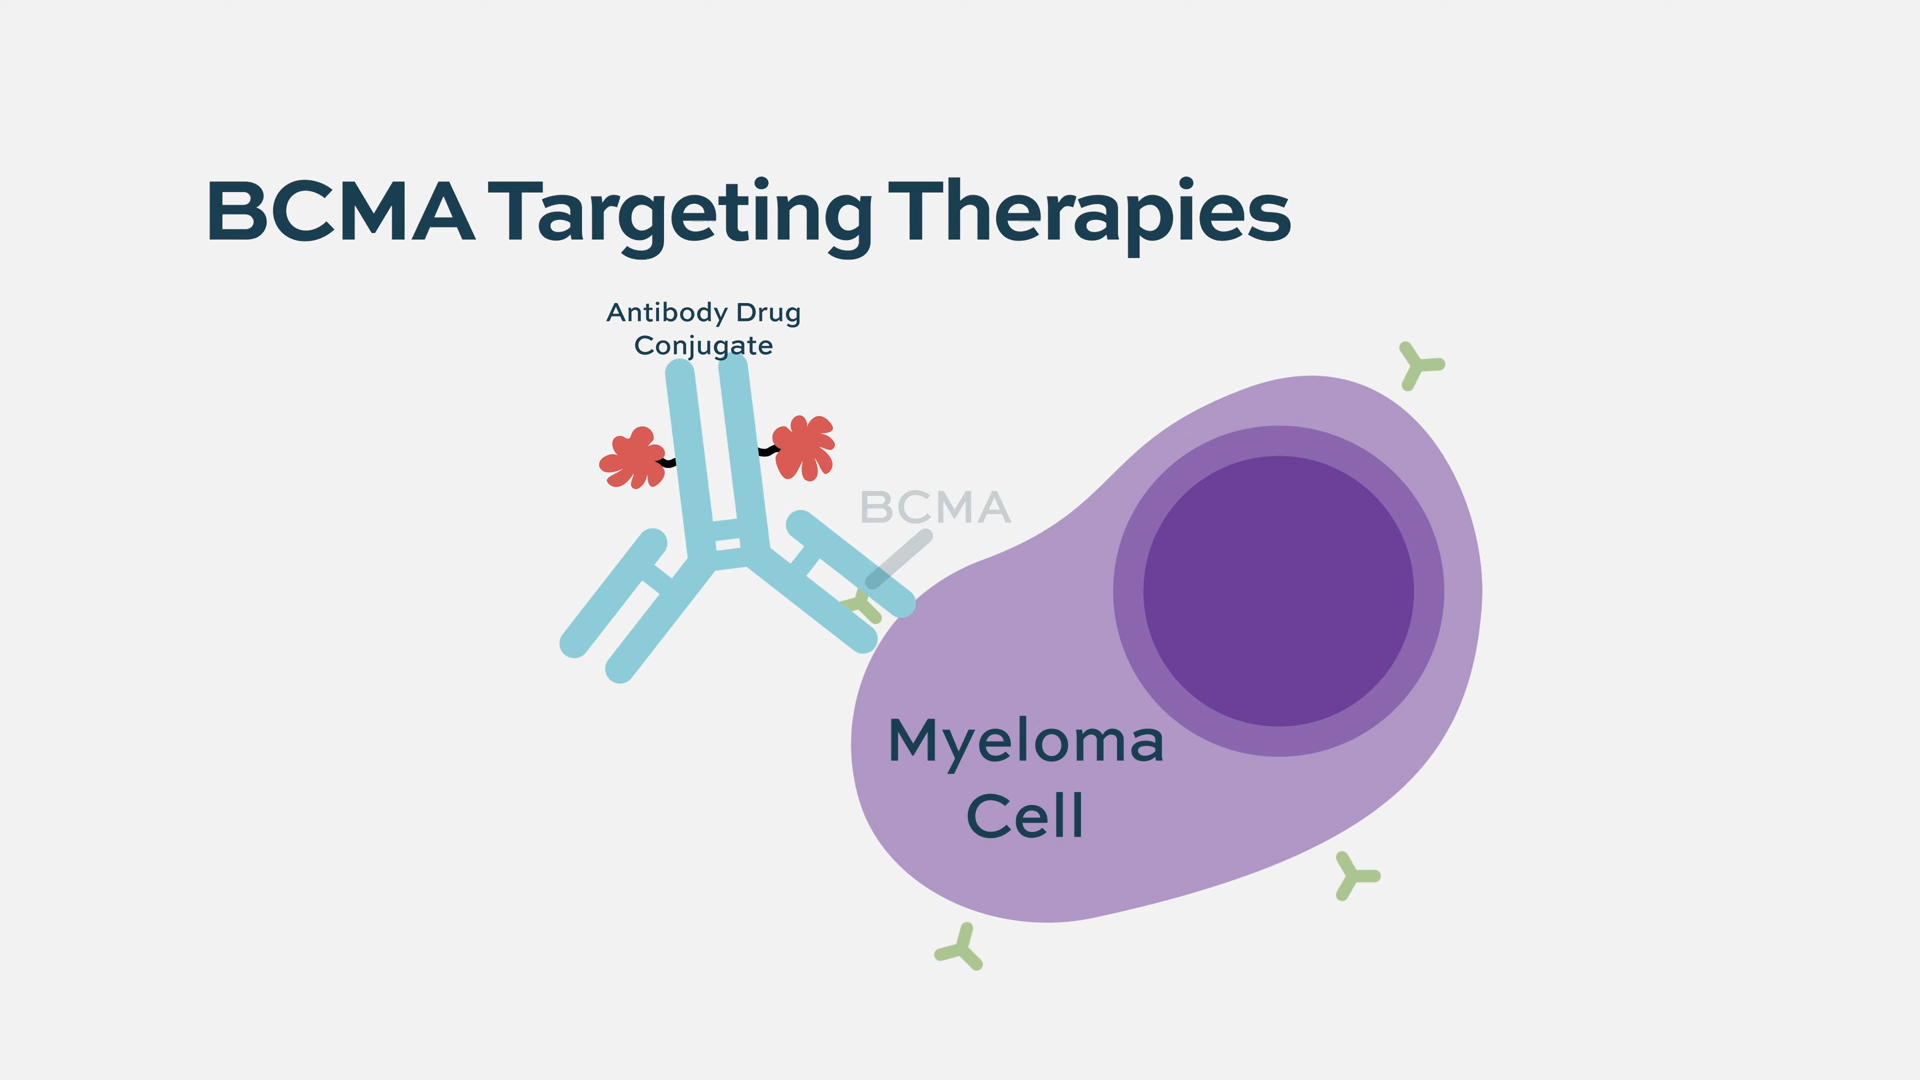 BCMA Targeting Therapies
Antibody Drug
Conjugate
BCMA
Myeloma
Cell